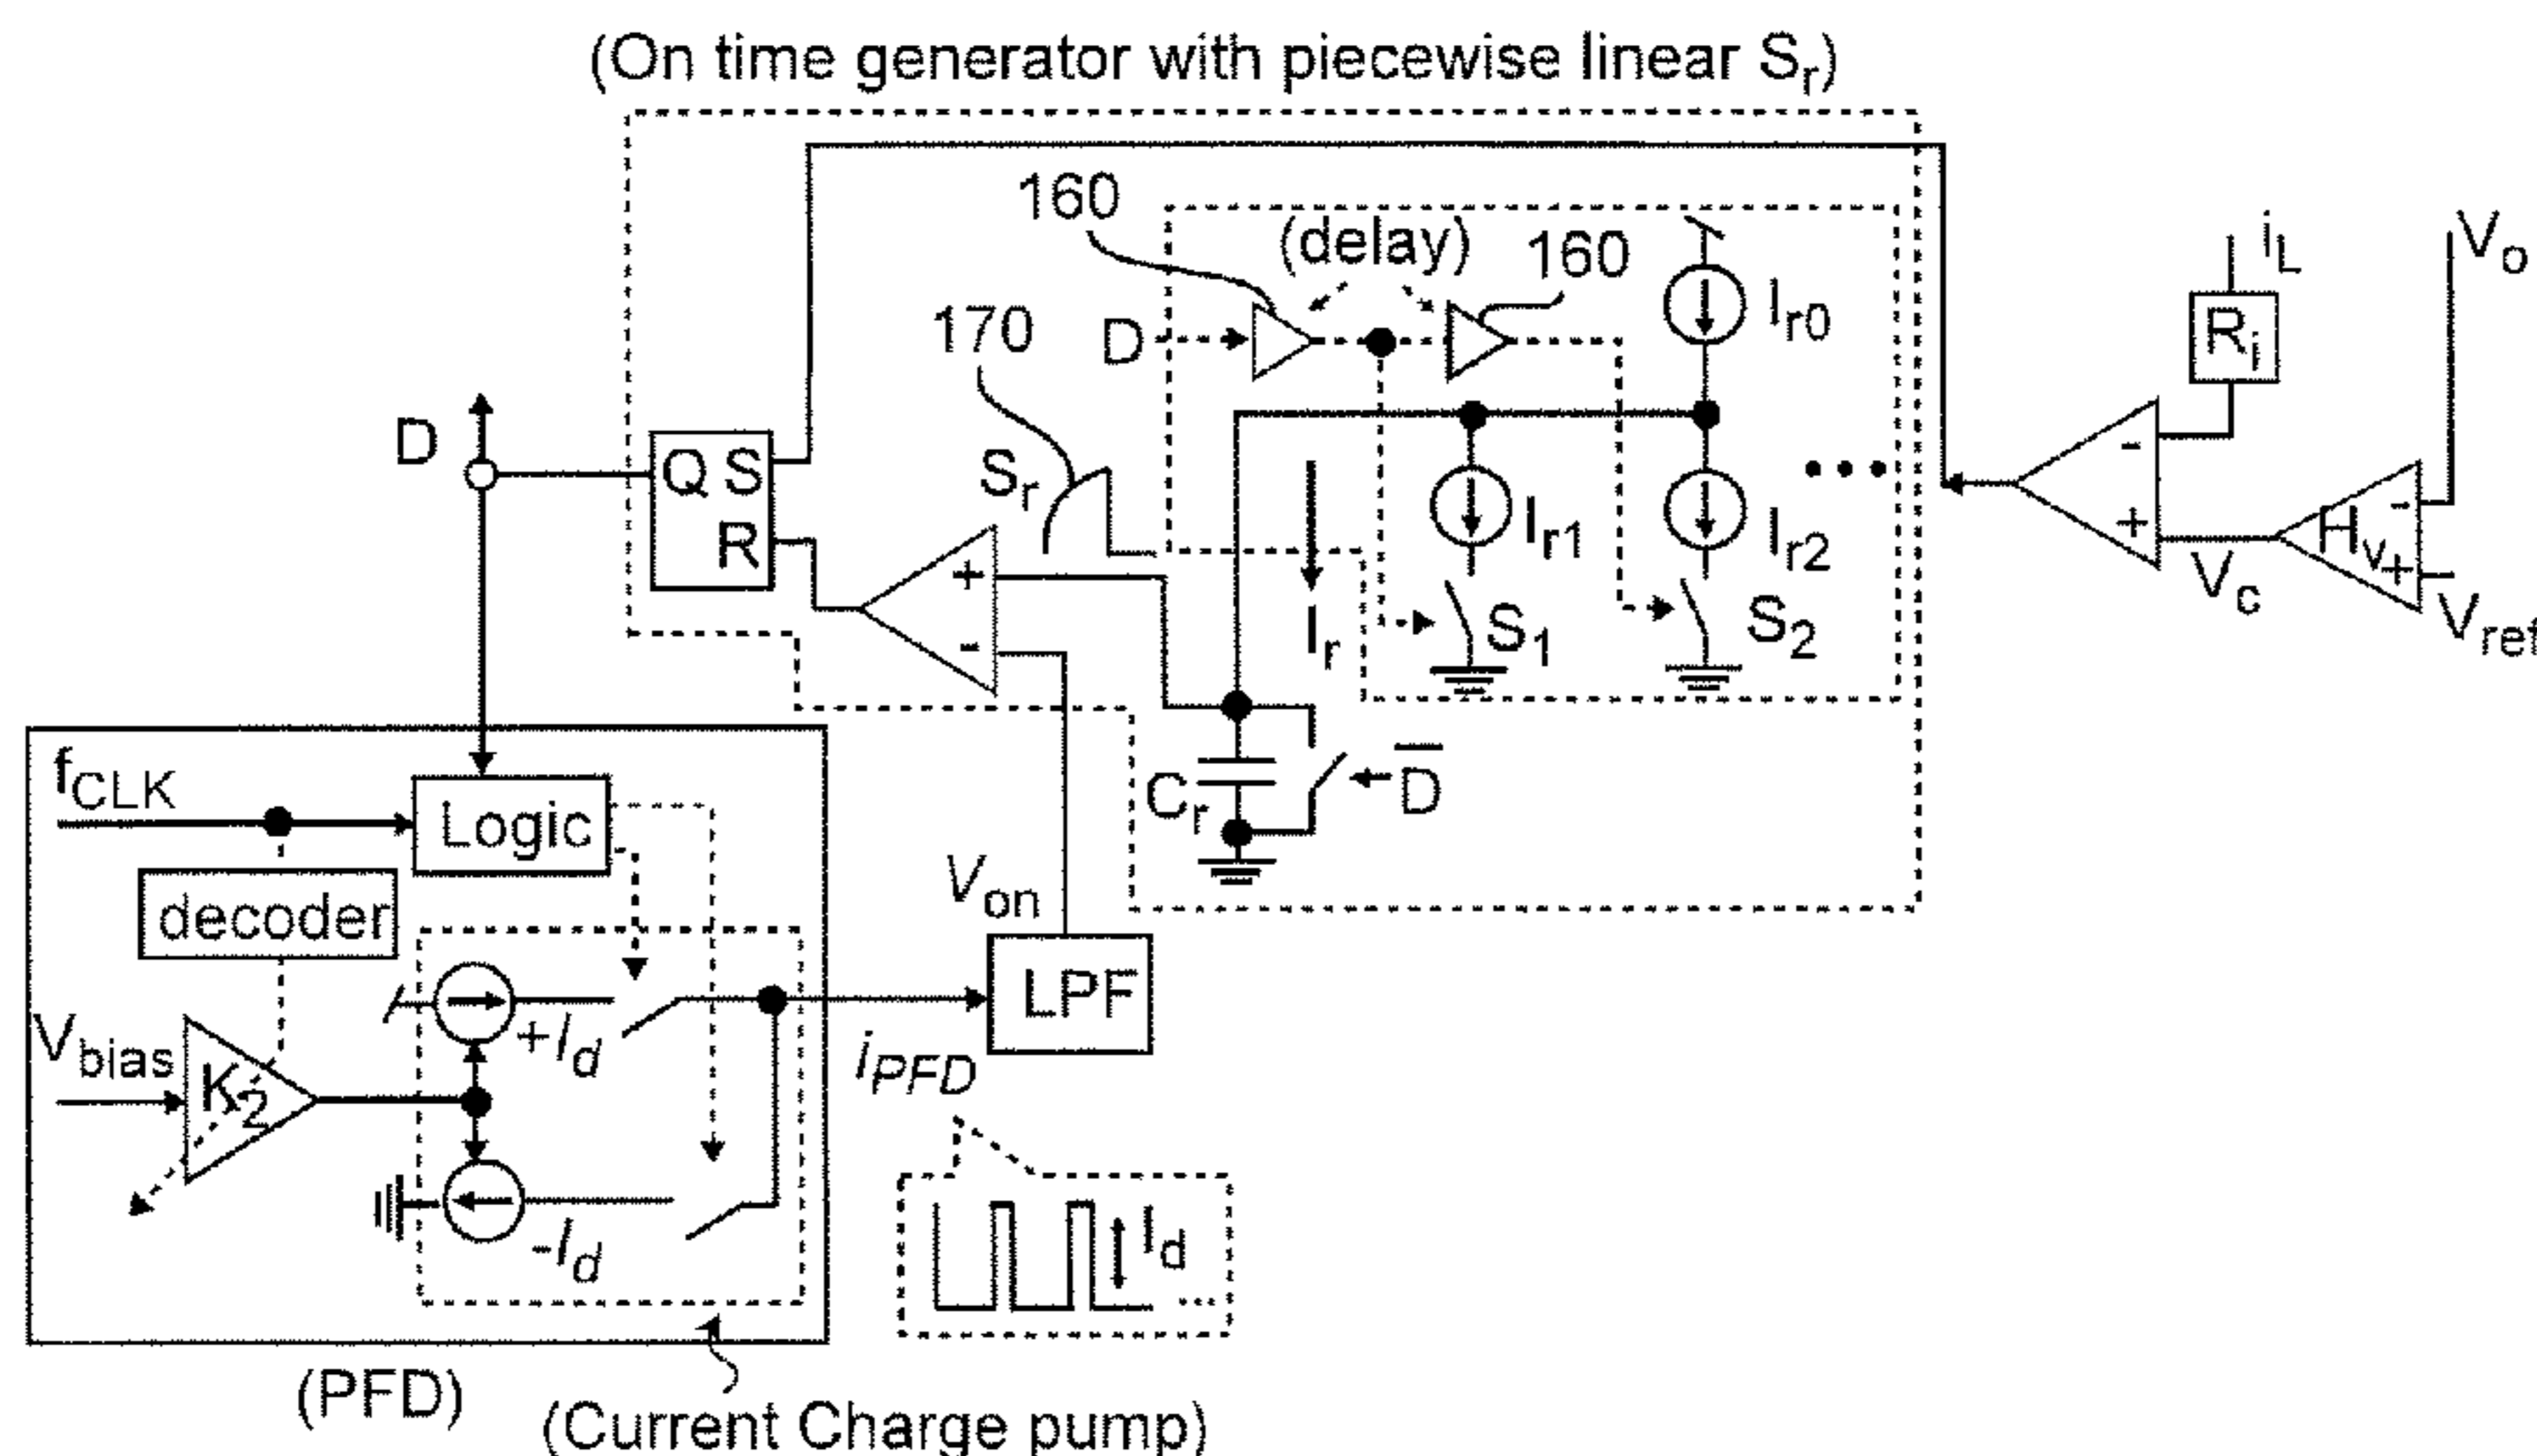 (On time generator with piecewise linear Sr)
160
(delay)
160
Ir0
iL
Vo
170
D
Ri
D
Q S
R
Sr
Ir1
Ir2
-
+
Hv
-
+
Vc
Vref
+
-
Ir
S1
S2
fCLK
Logic
Cr
D̅
decoder
Von
LPF
Vbias
K2
+Id
iPFD
-Id
Id
(PFD)
(Current Charge pump)